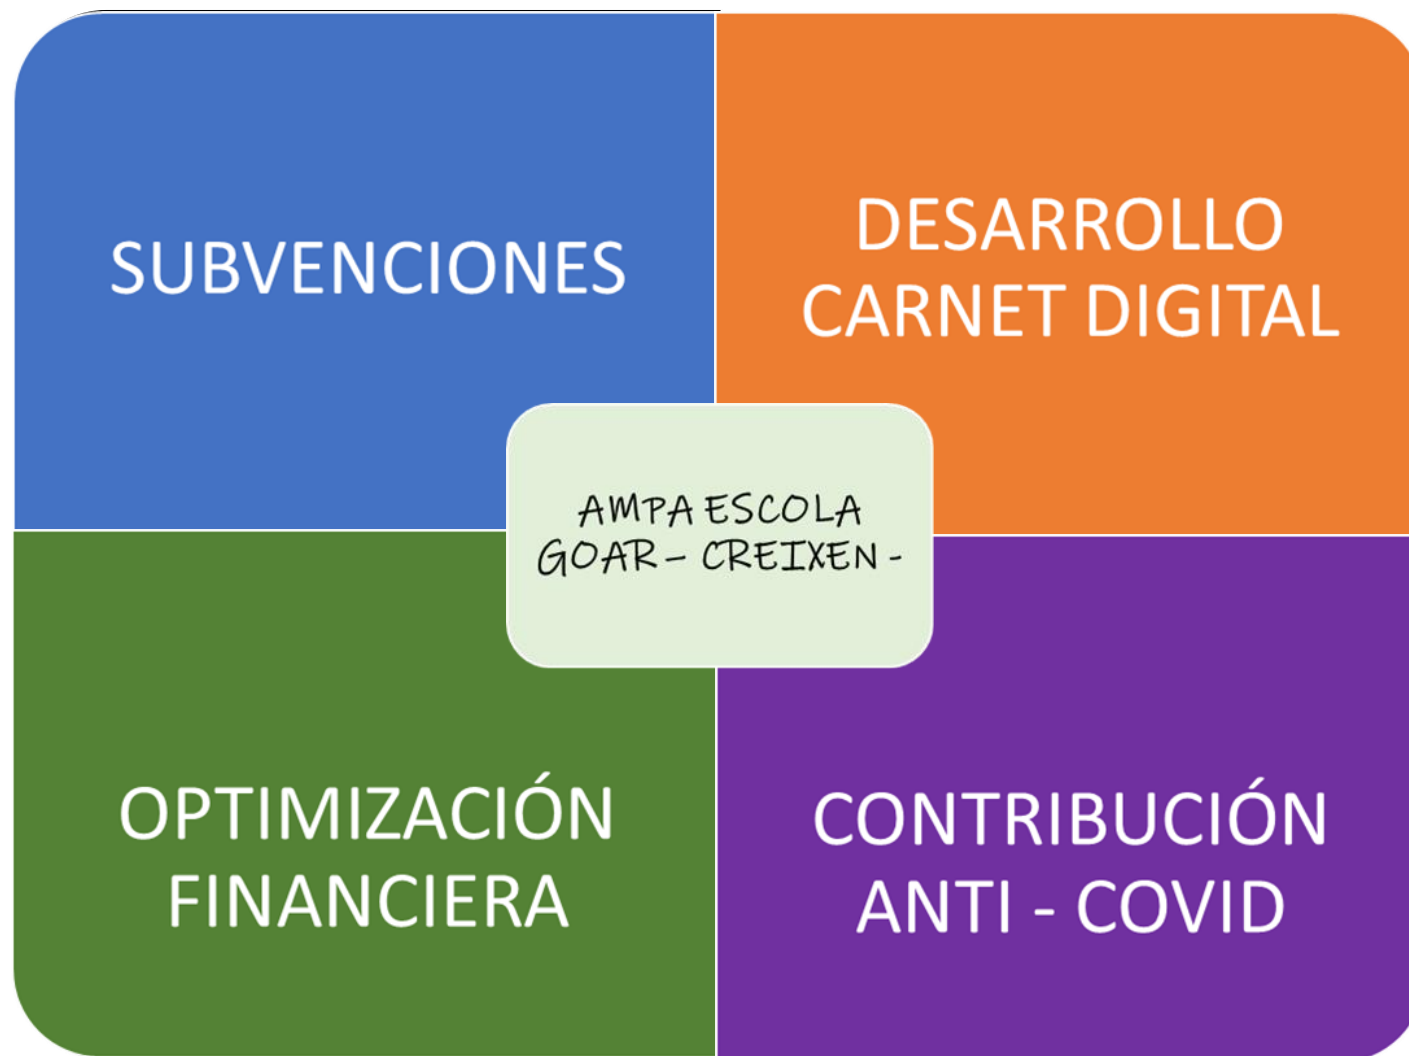 SUBVENCIONES
DESARROLLO
CARNET DIGITAL
AMPA ESCOLA
GOAR – CREIXEN -
OPTIMIZACIÓN
FINANCIERA
CONTRIBUCIÓN
ANTI - COVID